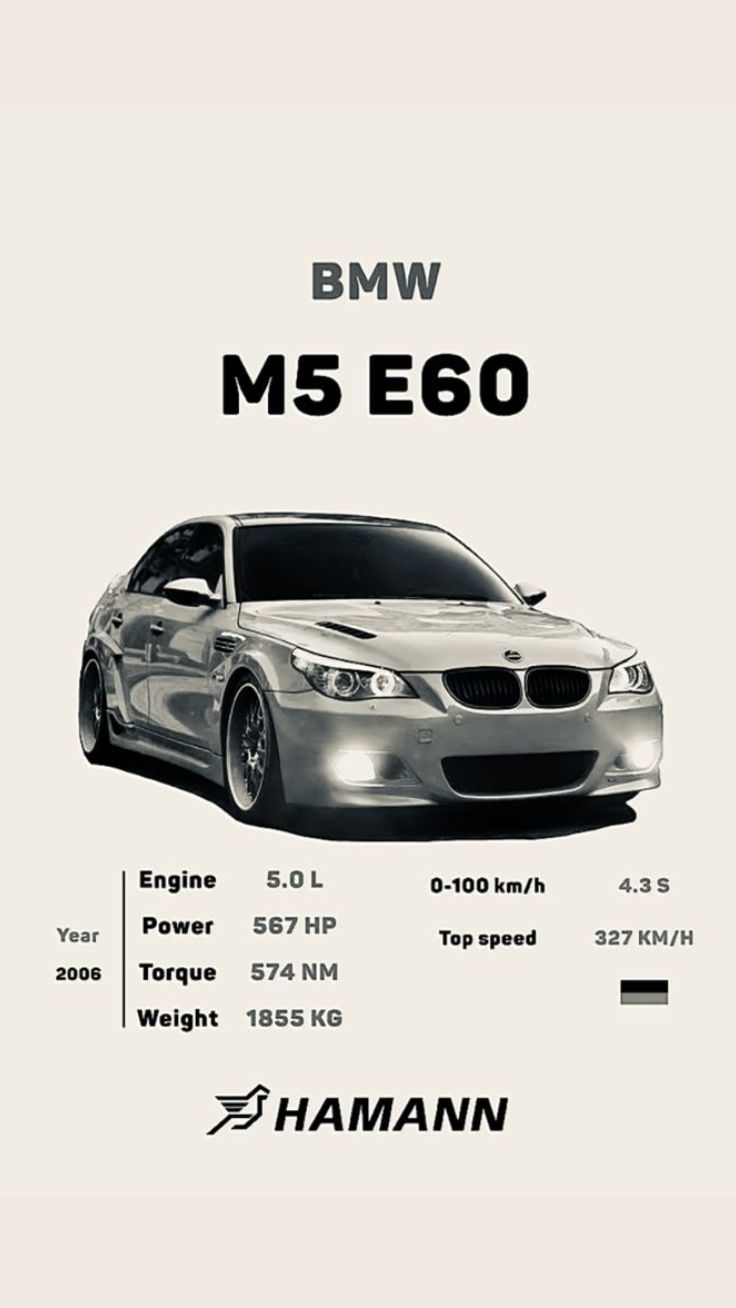 BMW
M5 E60
Year
2006
Engine 5.0 L
Power 567 HP
Torque 574 NM
Weight 1855 KG
0-100 km/h 4.3 S
Top speed 327 KM/H
HAMANN